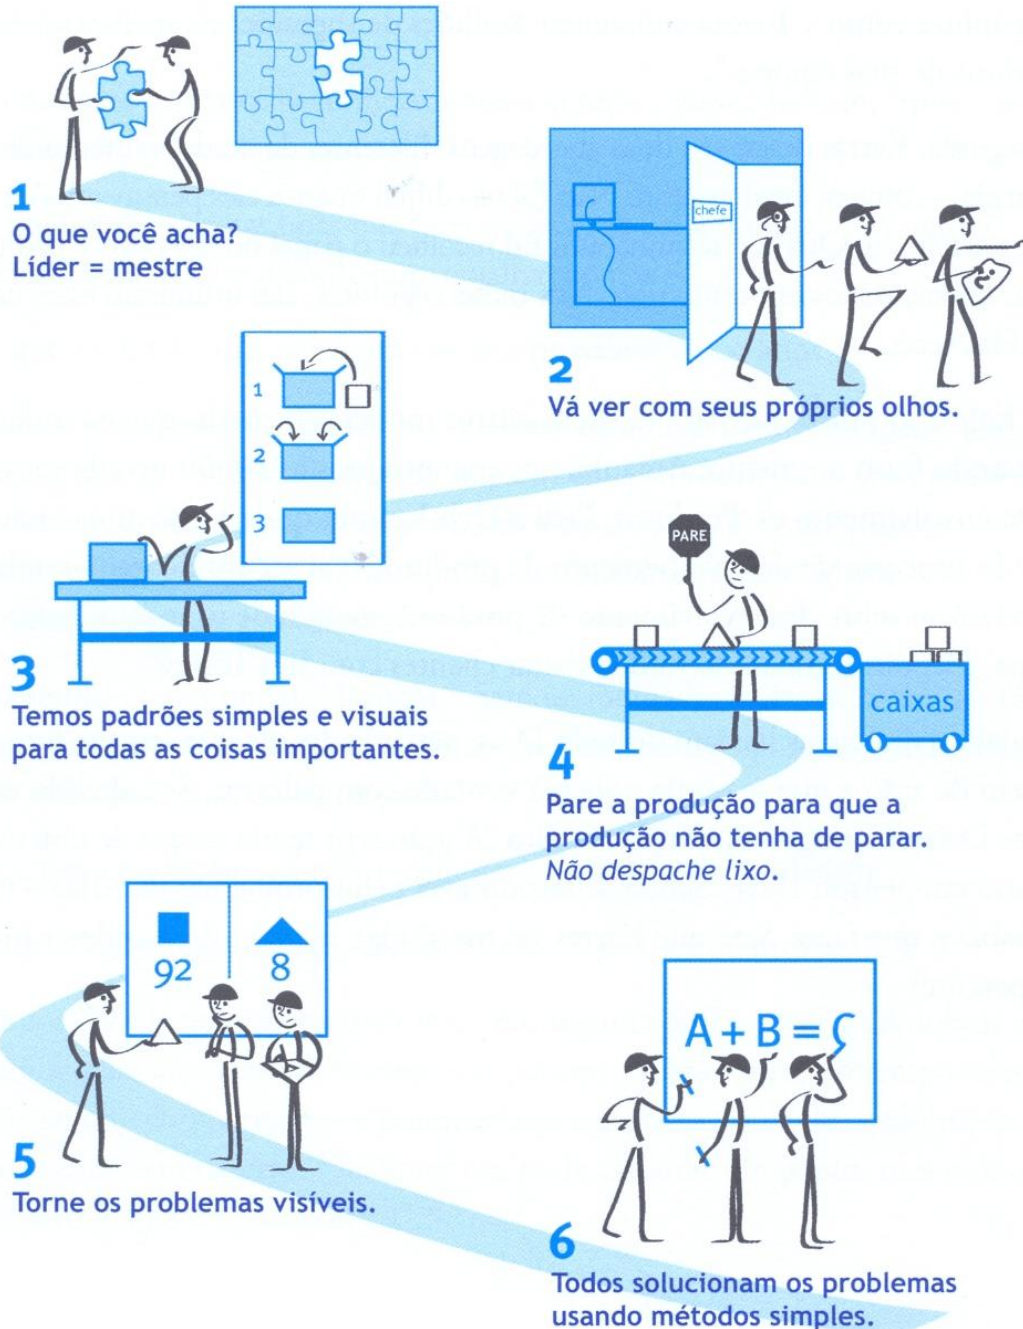 1
O que você acha?
Líder = mestre
chefe
2
Vá ver com seus próprios olhos.
1
2
3
3
Temos padrões simples e visuais
para todas as coisas importantes.
PARE
caixas
4
Pare a produção para que a
produção não tenha de parar.
Não despache lixo.
92
8
5
Torne os problemas visíveis.
A + B = C
6
Todos solucionam os problemas
usando métodos simples.